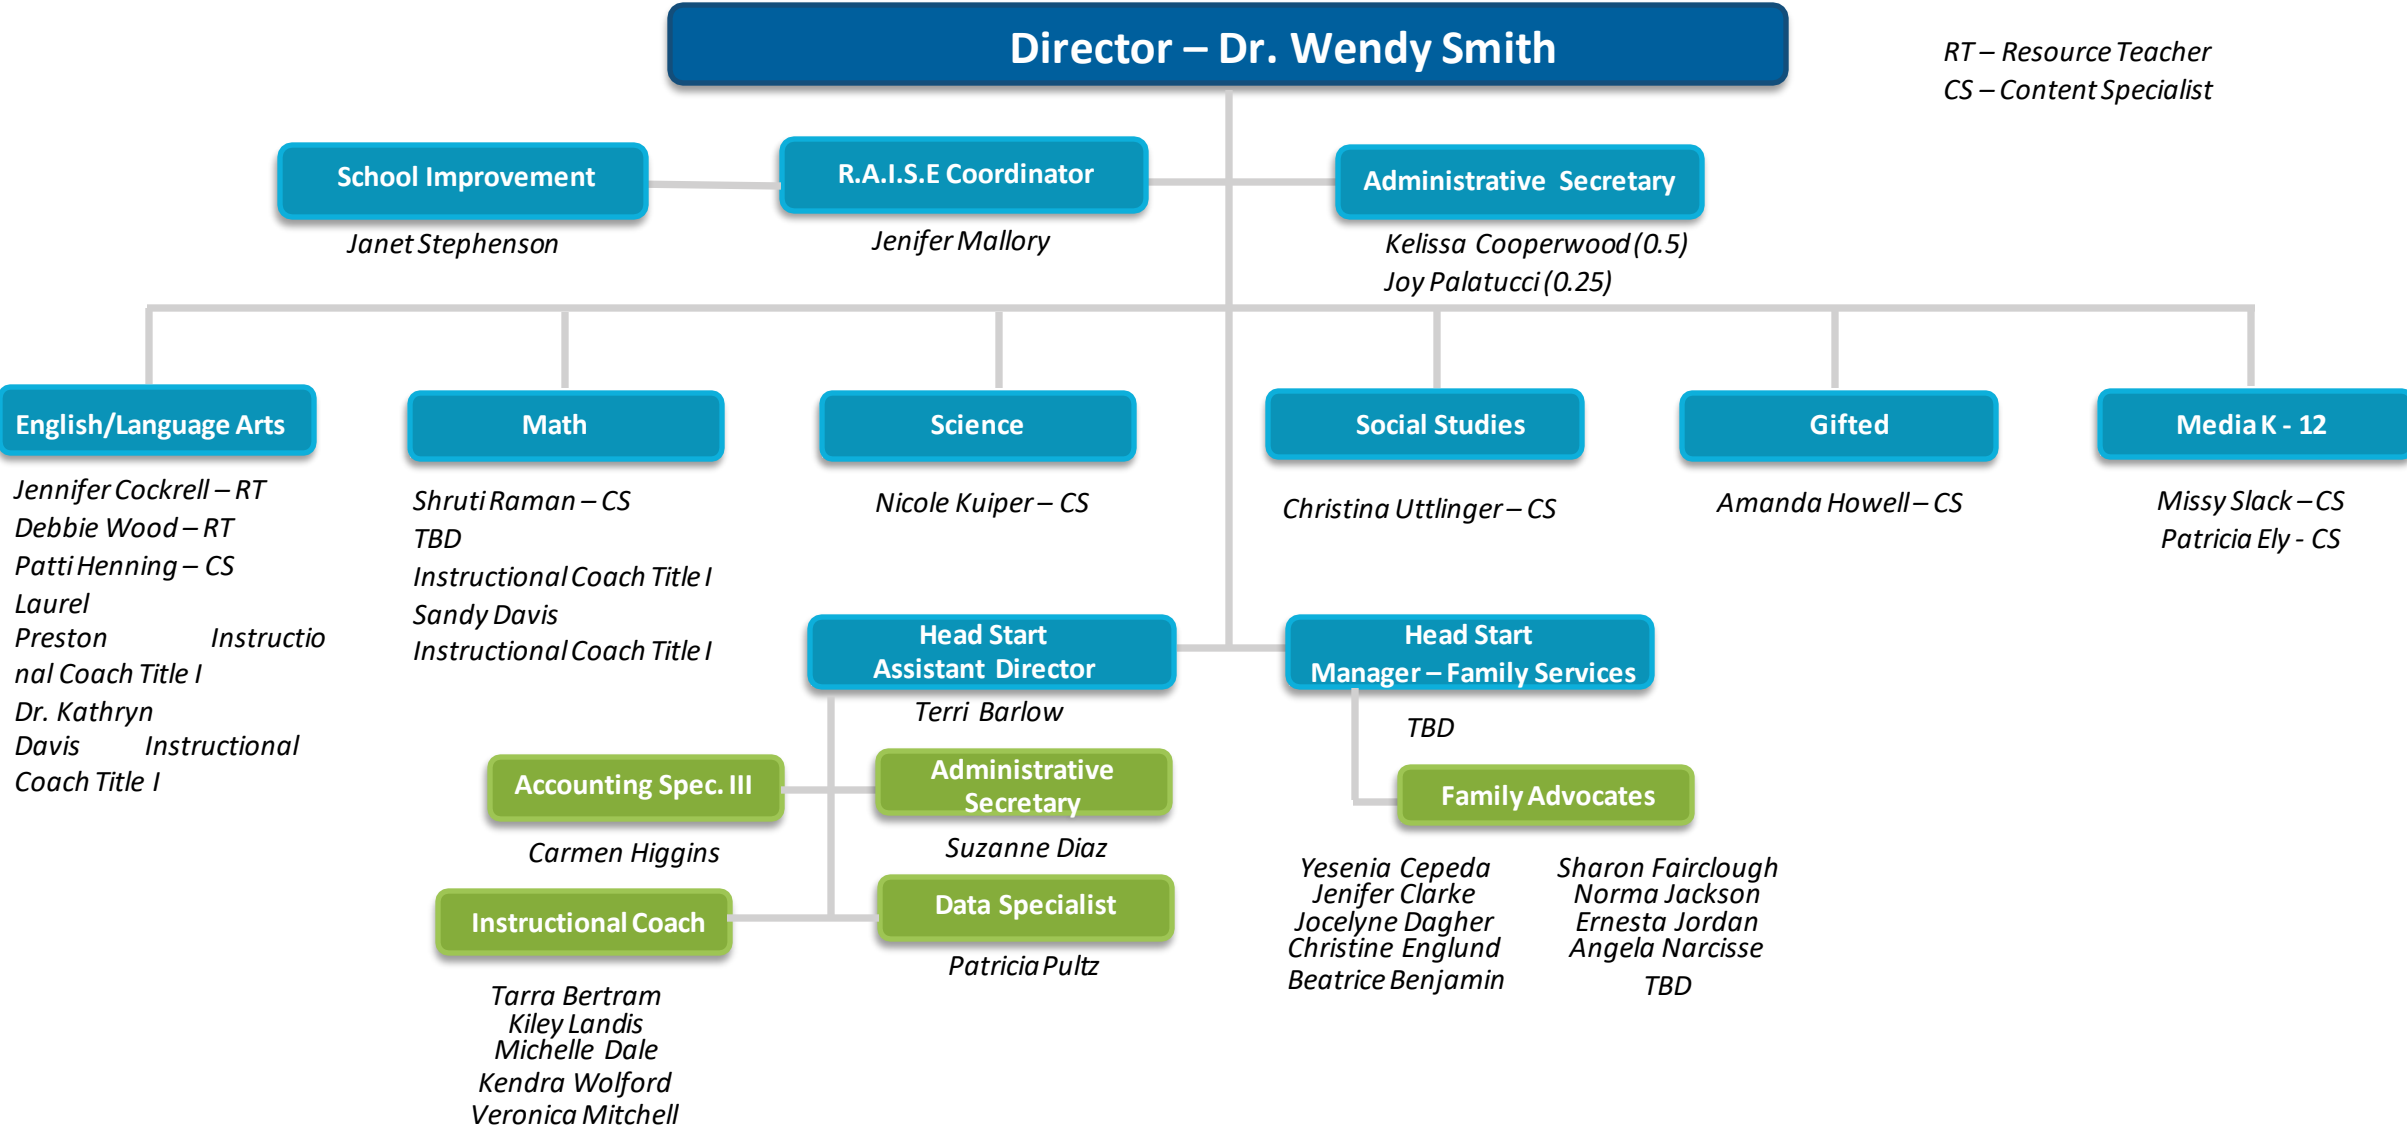 Director – Dr. Wendy Smith
RT – Resource Teacher
CS – Content Specialist
School Improvement
Janet Stephenson
R.A.I.S.E Coordinator
Jenifer Mallory
Administrative Secretary
Kelissa Cooperwood (0.5)
Joy Palatucci (0.25)
English/Language Arts
Jennifer Cockrell – RT
Debbie Wood – RT
Patti Henning – CS
Laurel
Preston Instructio
nal Coach Title I
Dr. Kathryn
Davis Instructional
Coach Title I
Math
Shruti Raman – CS
TBD
Instructional Coach Title I
Sandy Davis
Instructional Coach Title I
Science
Nicole Kuiper – CS
Social Studies
Christina Uttlinger – CS
Gifted
Amanda Howell – CS
Media K - 12
Missy Slack – CS
Patricia Ely - CS
Head Start
Assistant Director
Terri Barlow
Head Start
Manager – Family Services
TBD
Accounting Spec. III
Carmen Higgins
Administrative
Secretary
Suzanne Diaz
Instructional Coach
Tarra Bertram
Kiley Landis
Michelle Dale
Kendra Wolford
Veronica Mitchell
Data Specialist
Patricia Pultz
Family Advocates
Yesenia Cepeda
Jenifer Clarke
Jocelyne Dagher
Christine Englund
Beatrice Benjamin
Sharon Fairclough
Norma Jackson
Ernesta Jordan
Angela Narcisse
TBD